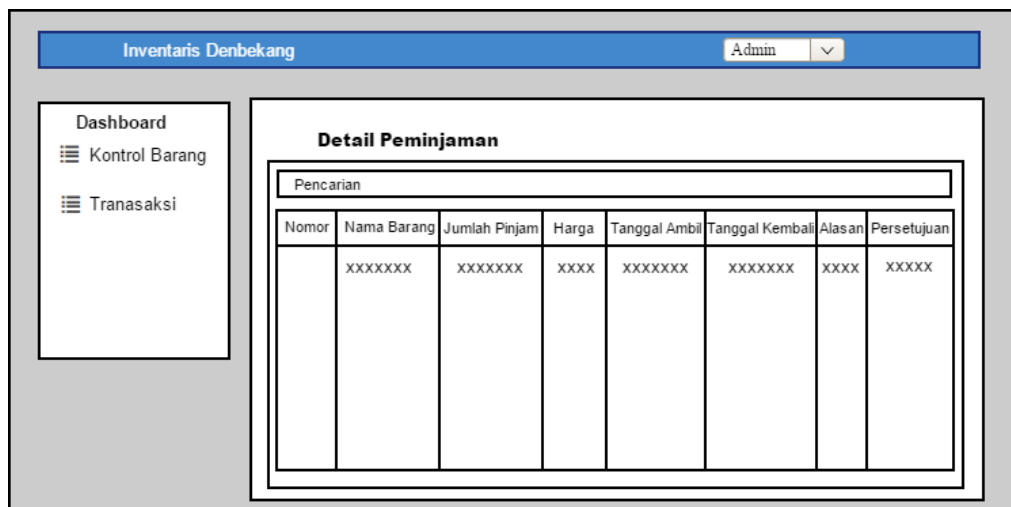 Inventaris Denbekang Admin
Dashboard
Kontrol Barang
Tranasaksi
Detail Peminjaman
Pencarian
Nomor Nama Barang Jumlah Pinjam Harga Tanggal Ambil Tanggal Kembali Alasan Persetujuan
XXXXXXX XXXXXXX XXXX XXXXXXX XXXXXXX XXXX XXXXX